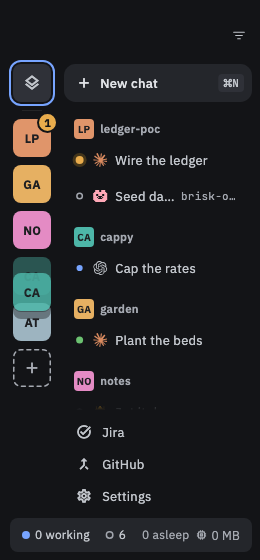 New chat ⌘N
1
LP
GA
NO
CA
AT
LP ledger-poc
Wire the ledger
Seed da... brisk-o...
CA cappy
Cap the rates
GA garden
Plant the beds
NO notes
Jira
GitHub
Settings
0 working 6 0 asleep 0 MB